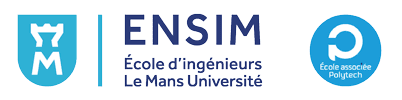 ENSIM
École d'ingénieurs
Le Mans Université
École associée
Polytech